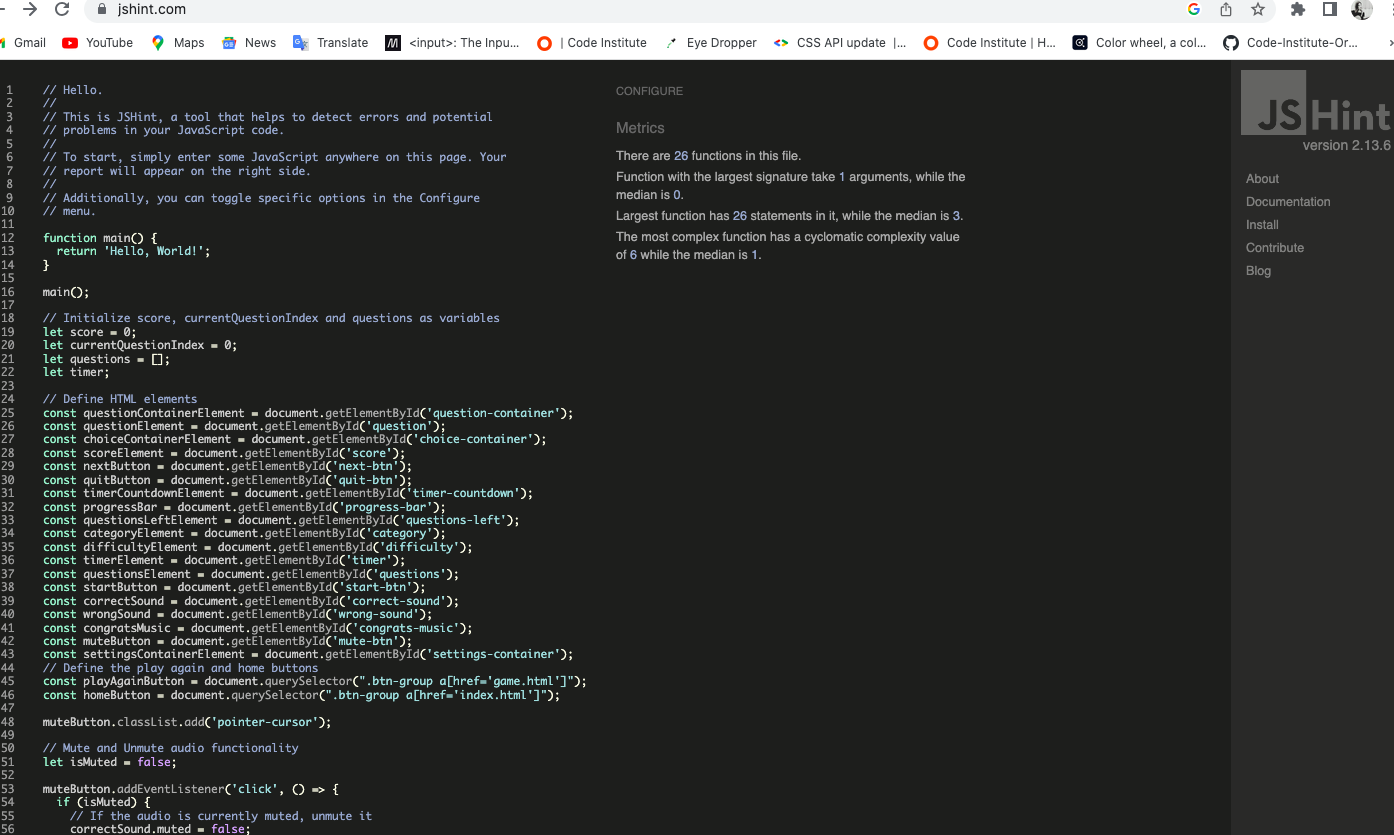 jshint.com
Gmail YouTube Maps News Translate <input>: The Inpu... | Code Institute Eye Dropper CSS API update |... Code Institute | H... Color wheel, a col... Code-Institute-Or...
1 // Hello.
2 //
3 // This is JSHint, a tool that helps to detect errors and potential
4 // problems in your JavaScript code.
5 //
6 // To start, simply enter some JavaScript anywhere on this page. Your
7 // report will appear on the right side.
8 //
9 // Additionally, you can toggle specific options in the Configure
10 // menu.
11
12 function main() {
13 return 'Hello, World!';
14 }
15
16 main();
17
18 // Initialize score, currentQuestionIndex and questions as variables
19 let score = 0;
20 let currentQuestionIndex = 0;
21 let questions = [];
22 let timer;
23
24 // Define HTML elements
25 const questionContainerElement = document.getElementById('question-container');
26 const questionElement = document.getElementById('question');
27 const choiceContainerElement = document.getElementById('choice-container');
28 const scoreElement = document.getElementById('score');
29 const nextButton = document.getElementById('next-btn');
30 const quitButton = document.getElementById('quit-btn');
31 const timerCountdownElement = document.getElementById('timer-countdown');
32 const progressBar = document.getElementById('progress-bar');
33 const questionsLeftElement = document.getElementById('questions-left');
34 const categoryElement = document.getElementById('category');
35 const difficultyElement = document.getElementById('difficulty');
36 const timerElement = document.getElementById('timer');
37 const questionsElement = document.getElementById('questions');
38 const startButton = document.getElementById('start-btn');
39 const correctSound = document.getElementById('correct-sound');
40 const wrongSound = document.getElementById('wrong-sound');
41 const congratsMusic = document.getElementById('congrats-music');
42 const muteButton = document.getElementById('mute-btn');
43 const settingsContainerElement = document.getElementById('settings-container');
44 // Define the play again and home buttons
45 const playAgainButton = document.querySelector(".btn-group a[href='game.html']");
46 const homeButton = document.querySelector(".btn-group a[href='index.html']");
47
48 muteButton.classList.add('pointer-cursor');
49
50 // Mute and Unmute audio functionality
51 let isMuted = false;
52
53 muteButton.addEventListener('click', () => {
54 if (isMuted) {
55 // If the audio is currently muted, unmute it
56 correctSound.muted = false;
CONFIGURE
Metrics
There are 26 functions in this file.
Function with the largest signature take 1 arguments, while the
median is 0.
Largest function has 26 statements in it, while the median is 3.
The most complex function has a cyclomatic complexity value
of 6 while the median is 1.
JSHint
version 2.13.6
About
Documentation
Install
Contribute
Blog